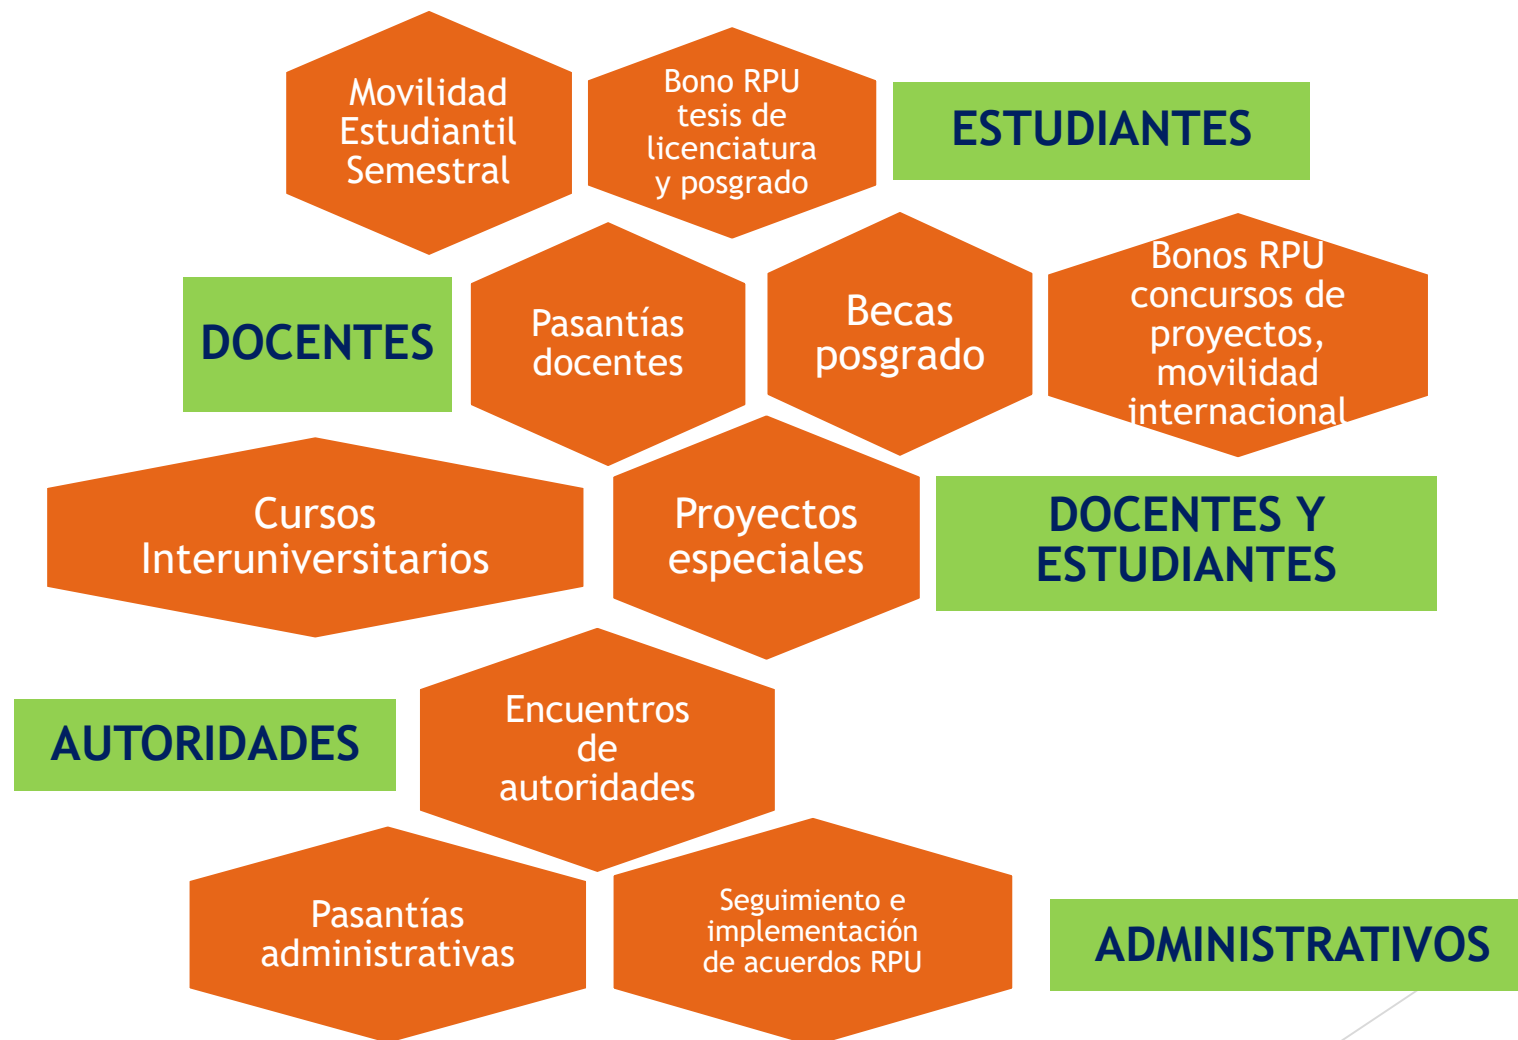 Movilidad
Estudiantil
Semestral
Bono RPU
tesis de
licenciatura
y posgrado
ESTUDIANTES
DOCENTES
Pasantías
docentes
Becas
posgrado
Bonos RPU
concursos de
proyectos,
movilidad
internacional
Cursos
Interuniversitarios
Proyectos
especiales
DOCENTES Y
ESTUDIANTES
AUTORIDADES
Encuentros
de
autoridades
Pasantías
administrativas
Seguimiento e
implementación
de acuerdos RPU
ADMINISTRATIVOS